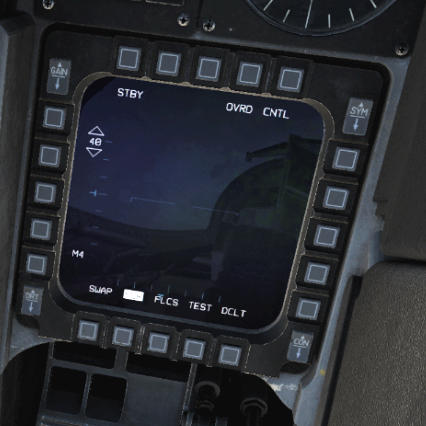 GAIN
SYM
STBY
OVRD CNTL
40
M4
SWAP FLCS TEST DCLT
BRT
CON